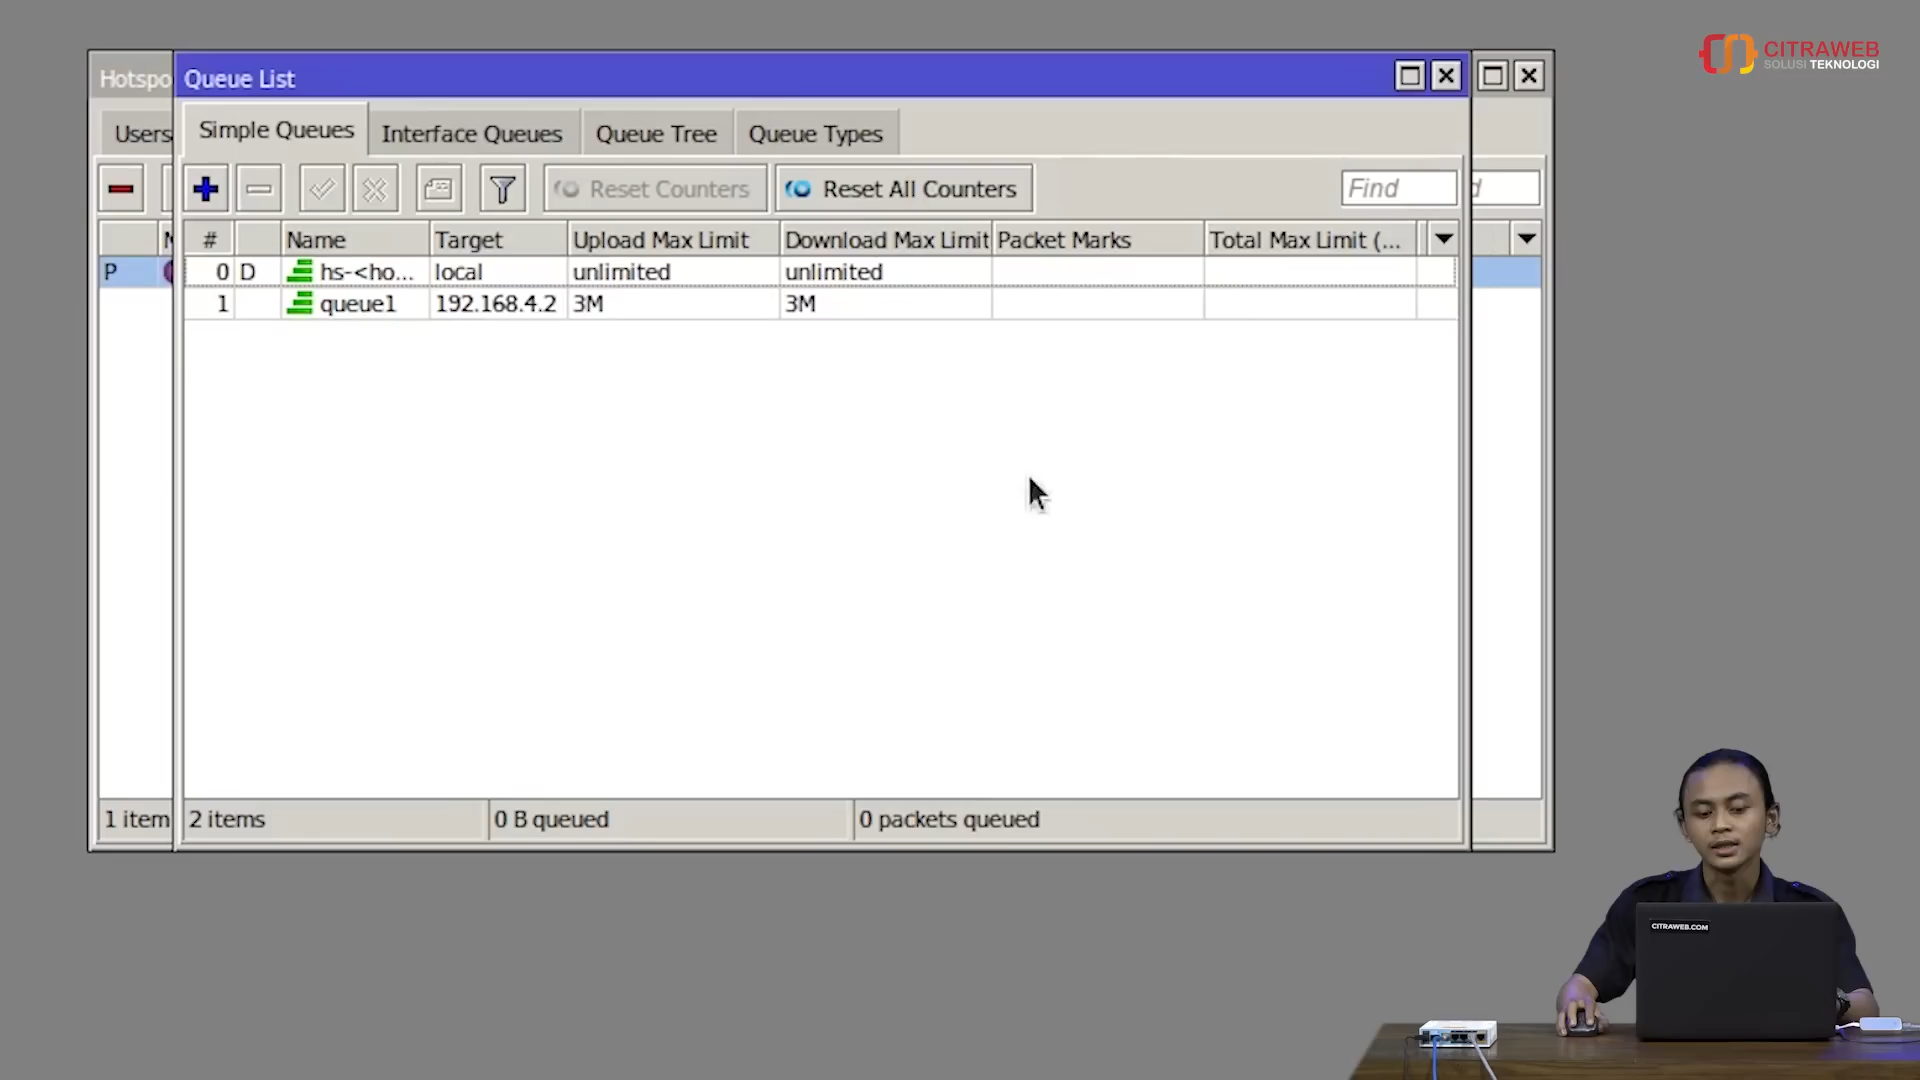 CITRAWEB
SOLUSI TEKNOLOGI
Hotspo
Queue List
Users
Simple Queues
Interface Queues
Queue Tree
Queue Types
Reset Counters
Reset All Counters
Find
d
# Name Target Upload Max Limit Download Max Limit Packet Marks Total Max Limit (...
P
0 D hs-<ho... local unlimited unlimited
1 queue1 192.168.4.2 3M 3M
1 item
2 items
0 B queued
0 packets queued
CITRAWEB.COM